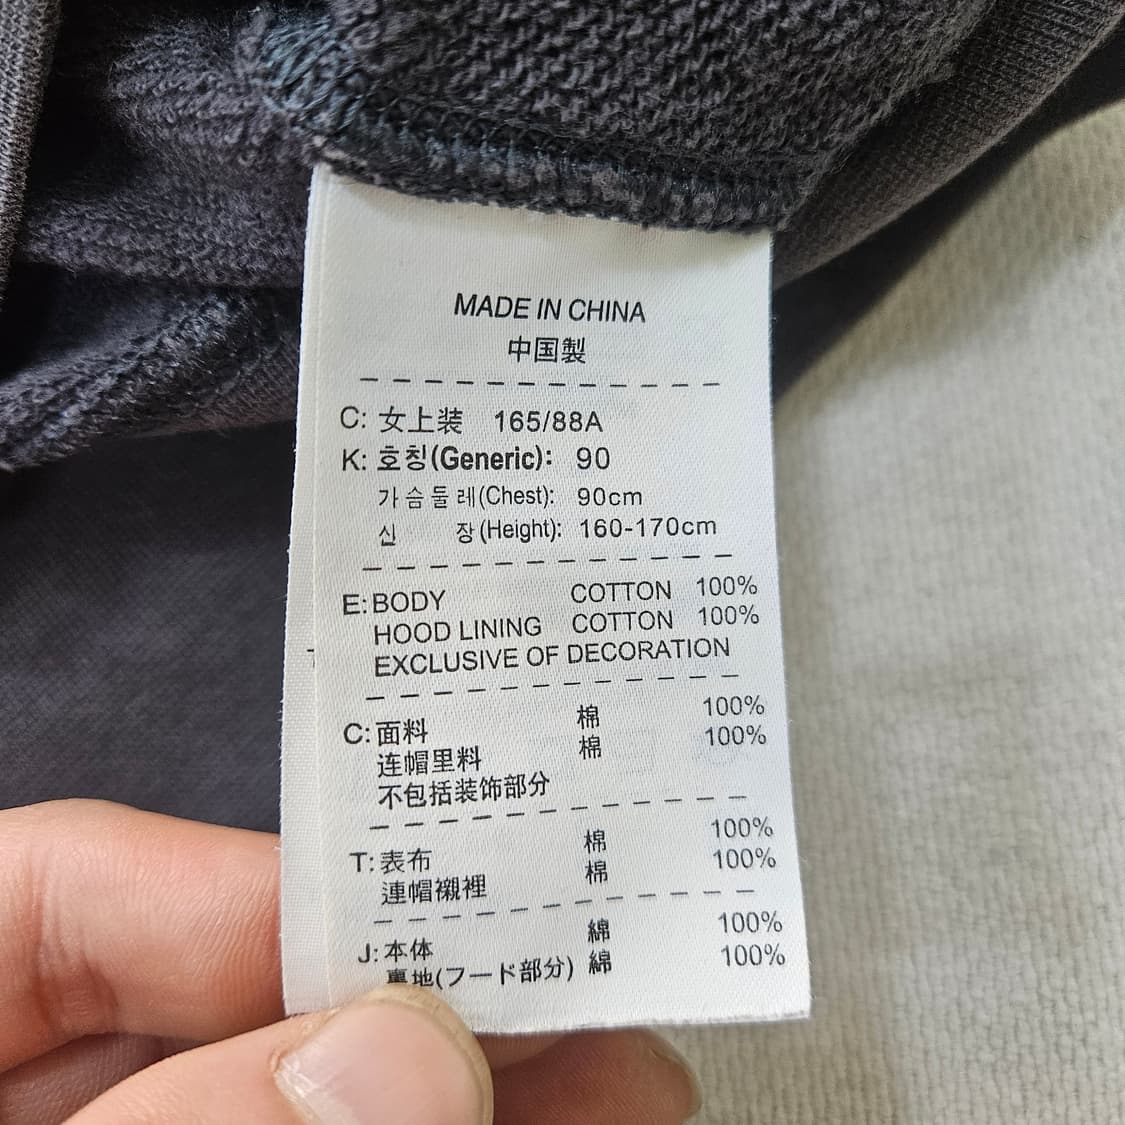 MADE IN CHINA
中国製
C: 女上装 165/88A
K: 호칭(Generic): 90
가슴둘레(Chest): 90cm
신 장(Height): 160-170cm
E: BODY COTTON 100%
HOOD LINING COTTON 100%
EXCLUSIVE OF DECORATION
C: 面料 棉 100%
连帽里料 棉 100%
不包括装饰部分
T: 表布 棉 100%
連帽襯裡 棉 100%
J: 本体 綿 100%
裏地(フード部分) 綿 100%